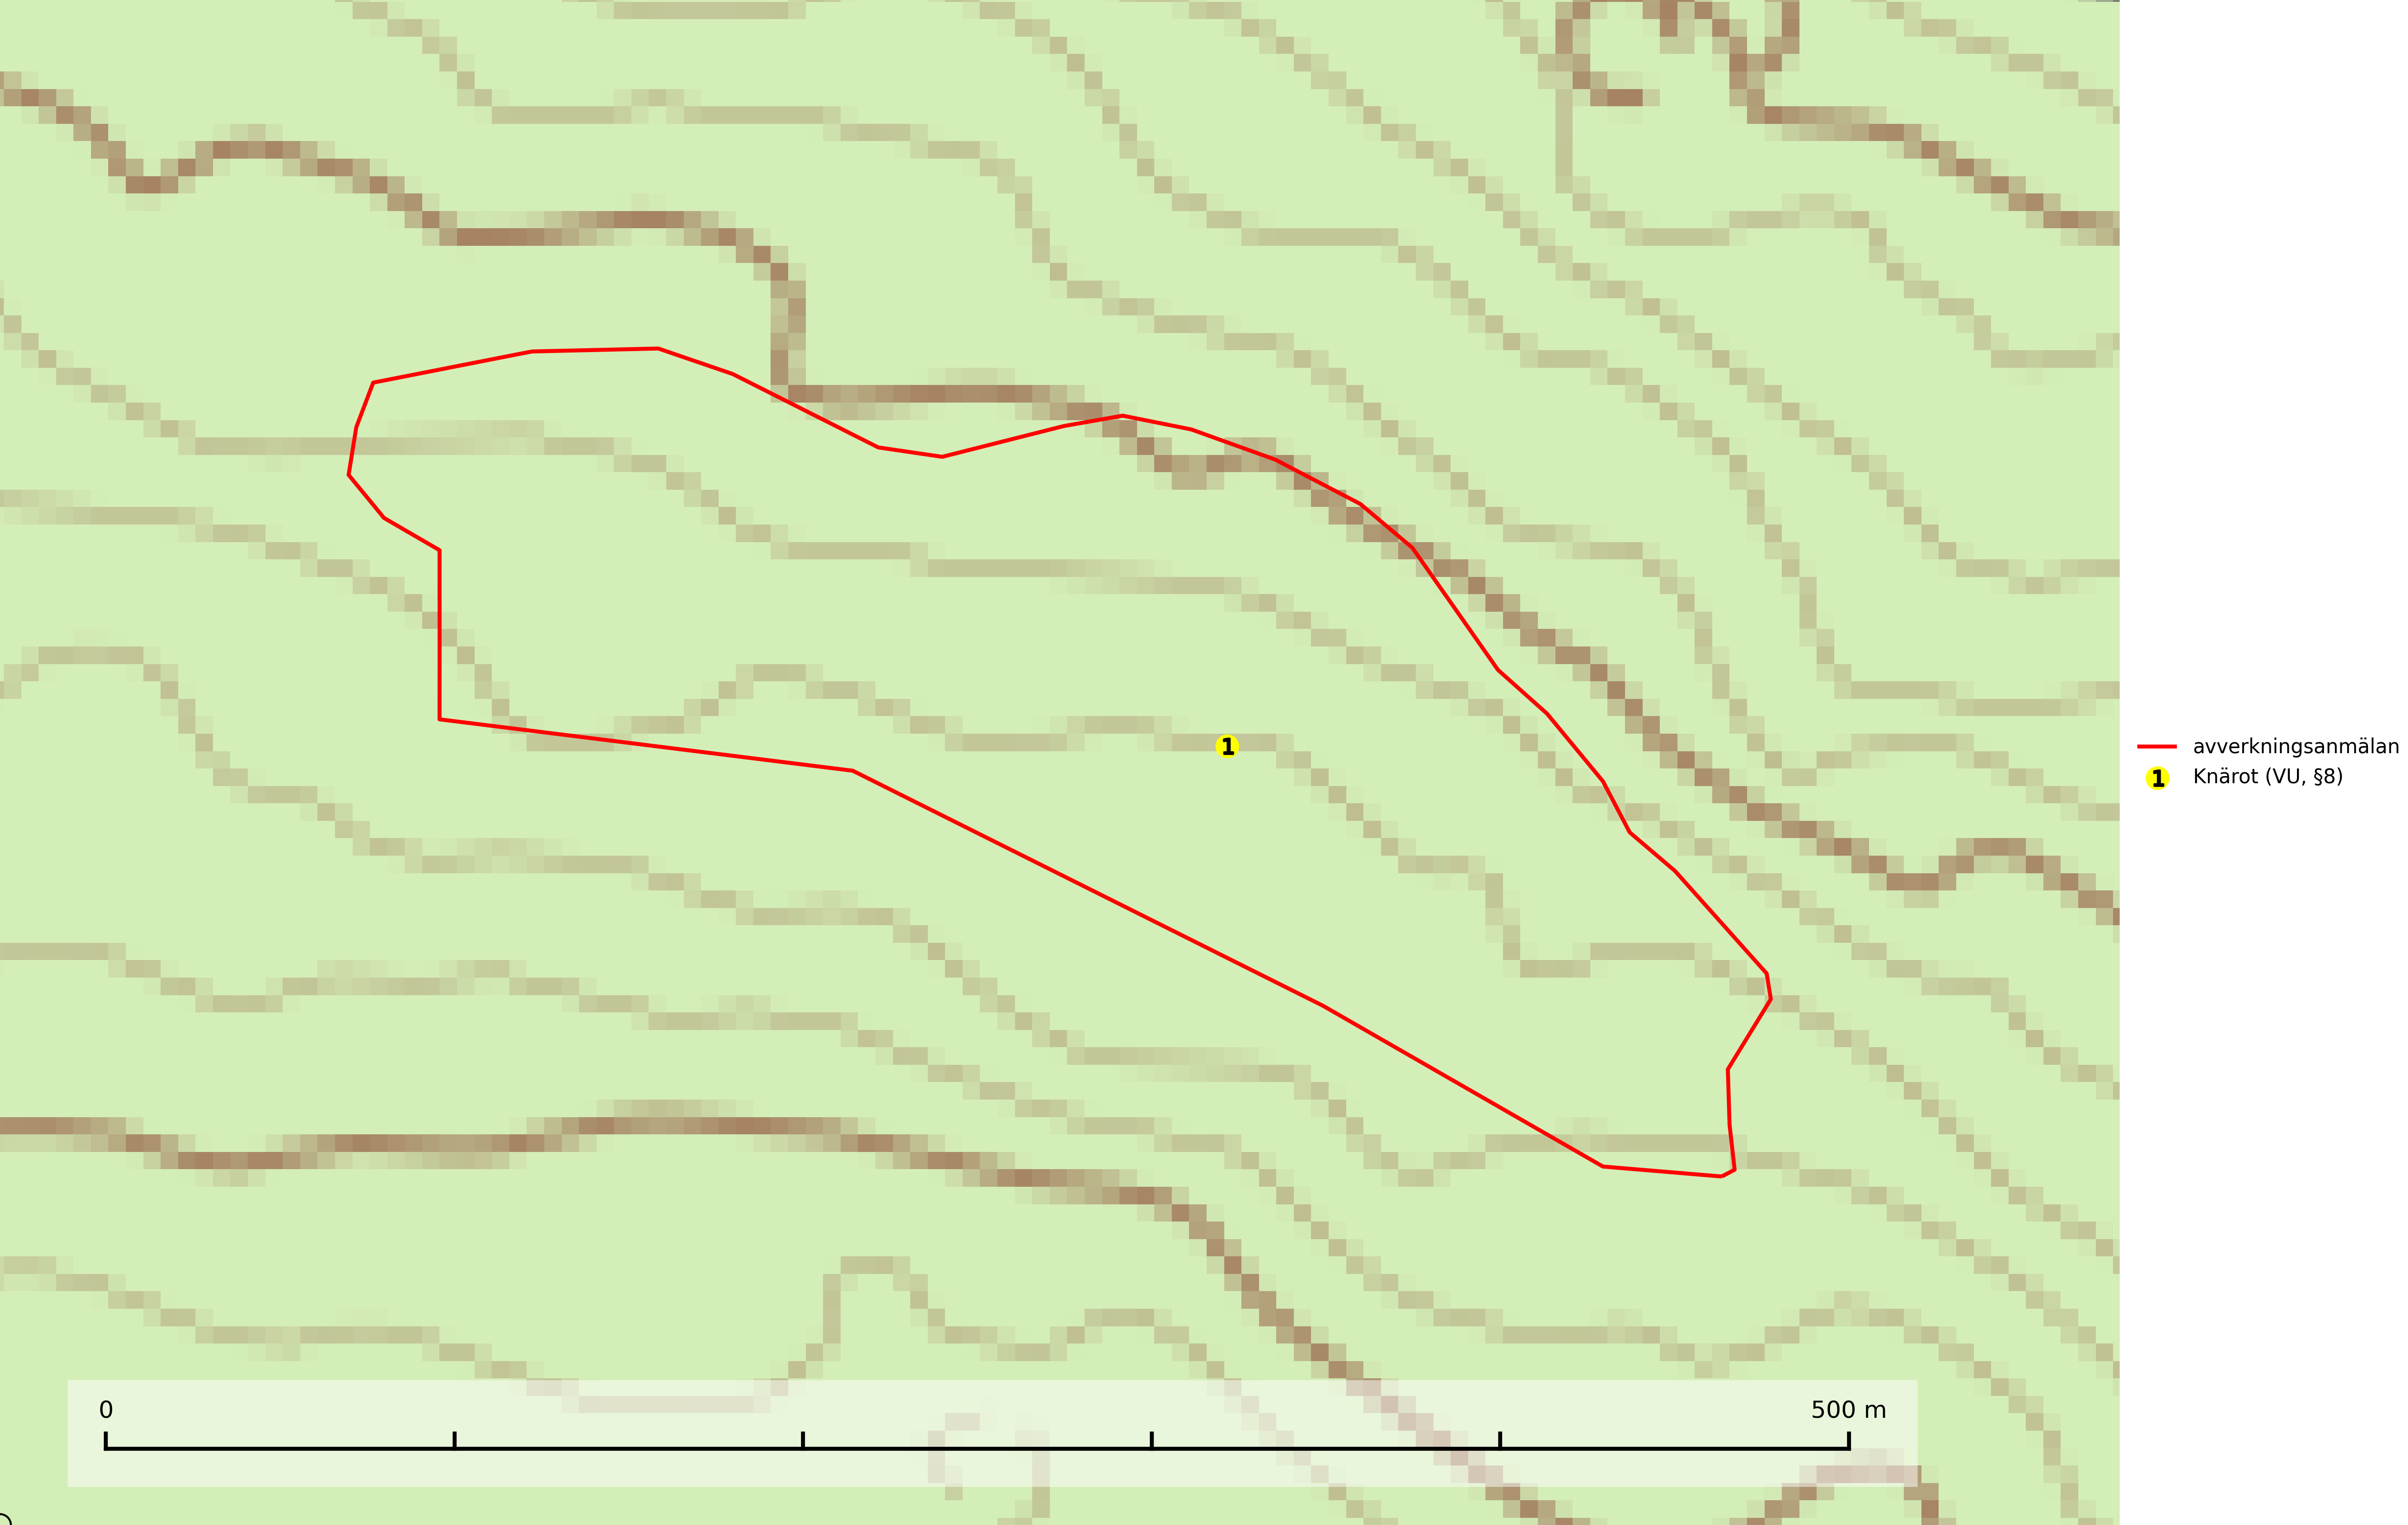 1
avverkningsanmälan
1 Knärot (VU, §8)
0 500 m